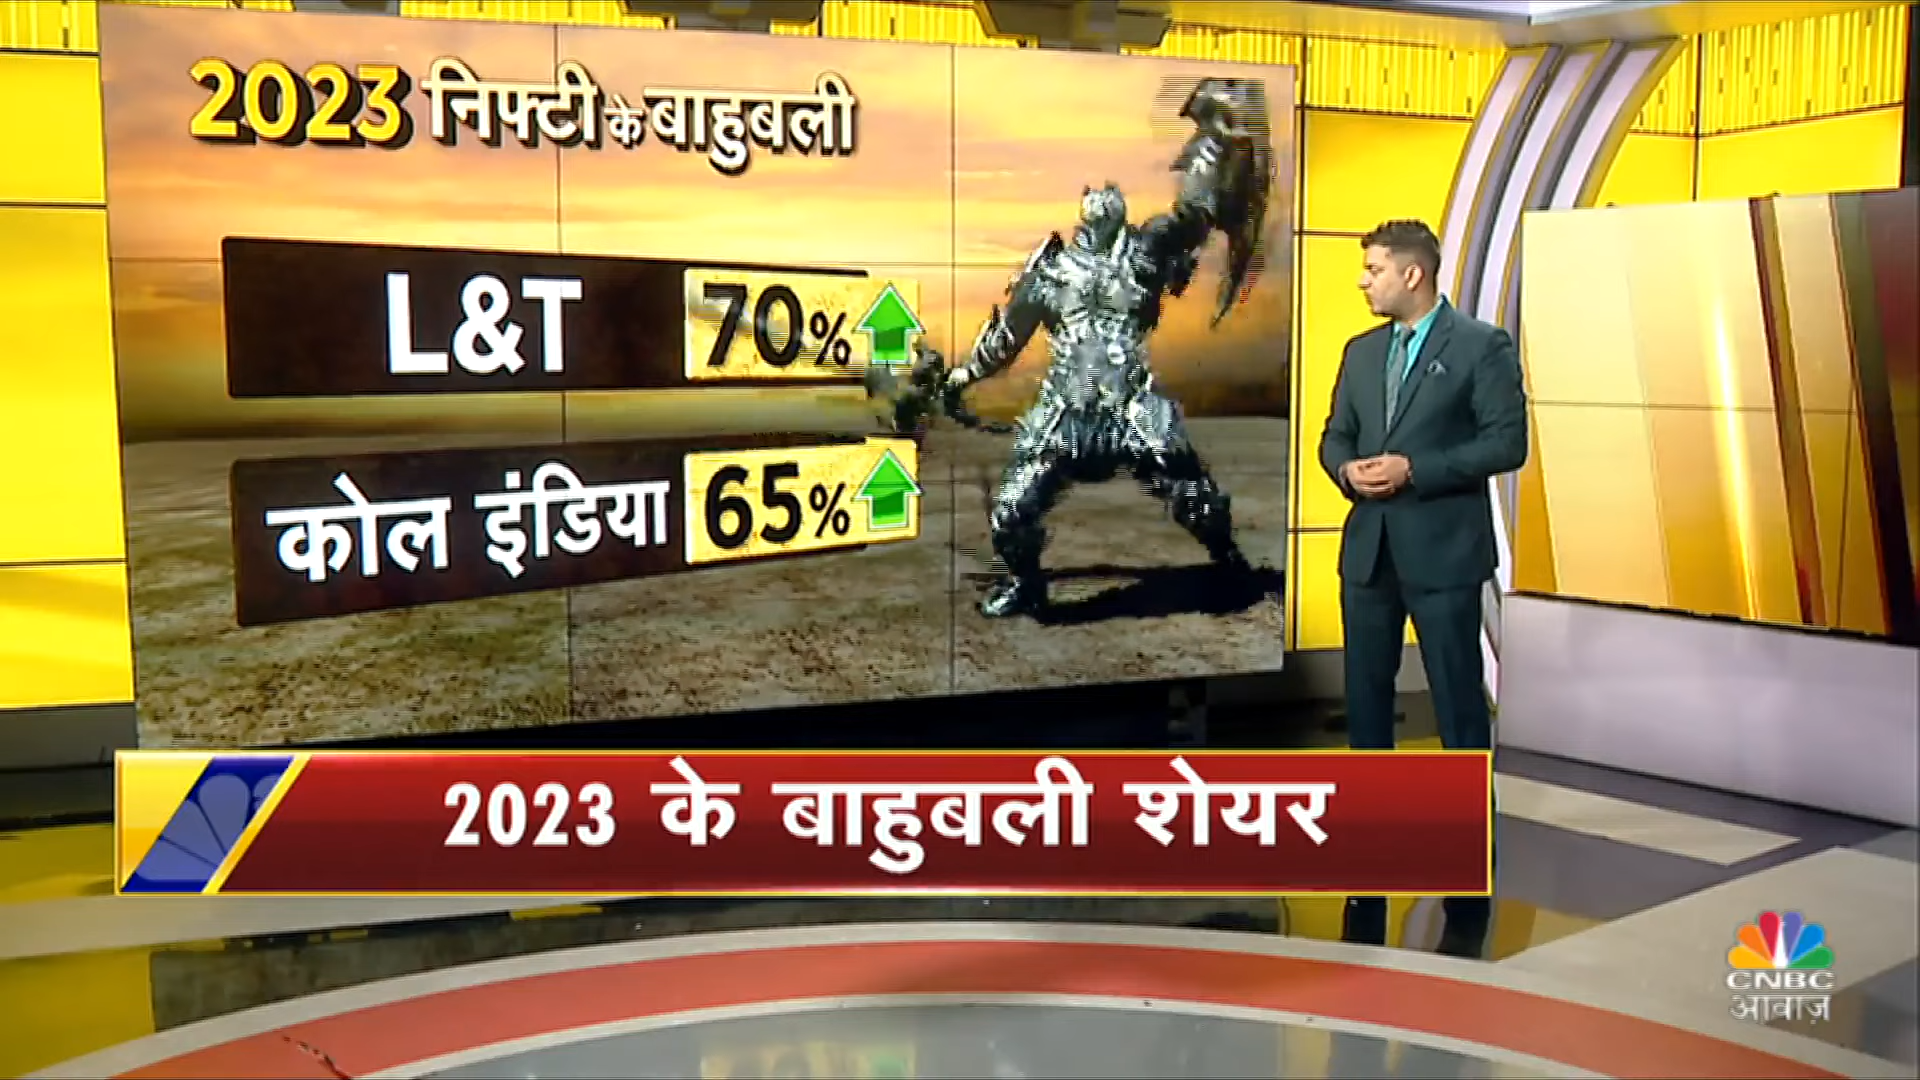 2023 निफ्टी के बाहुबली
L&T 70%
कोल इंडिया 65%
2023 के बाहुबली शेयर
CNBC
आवाज़